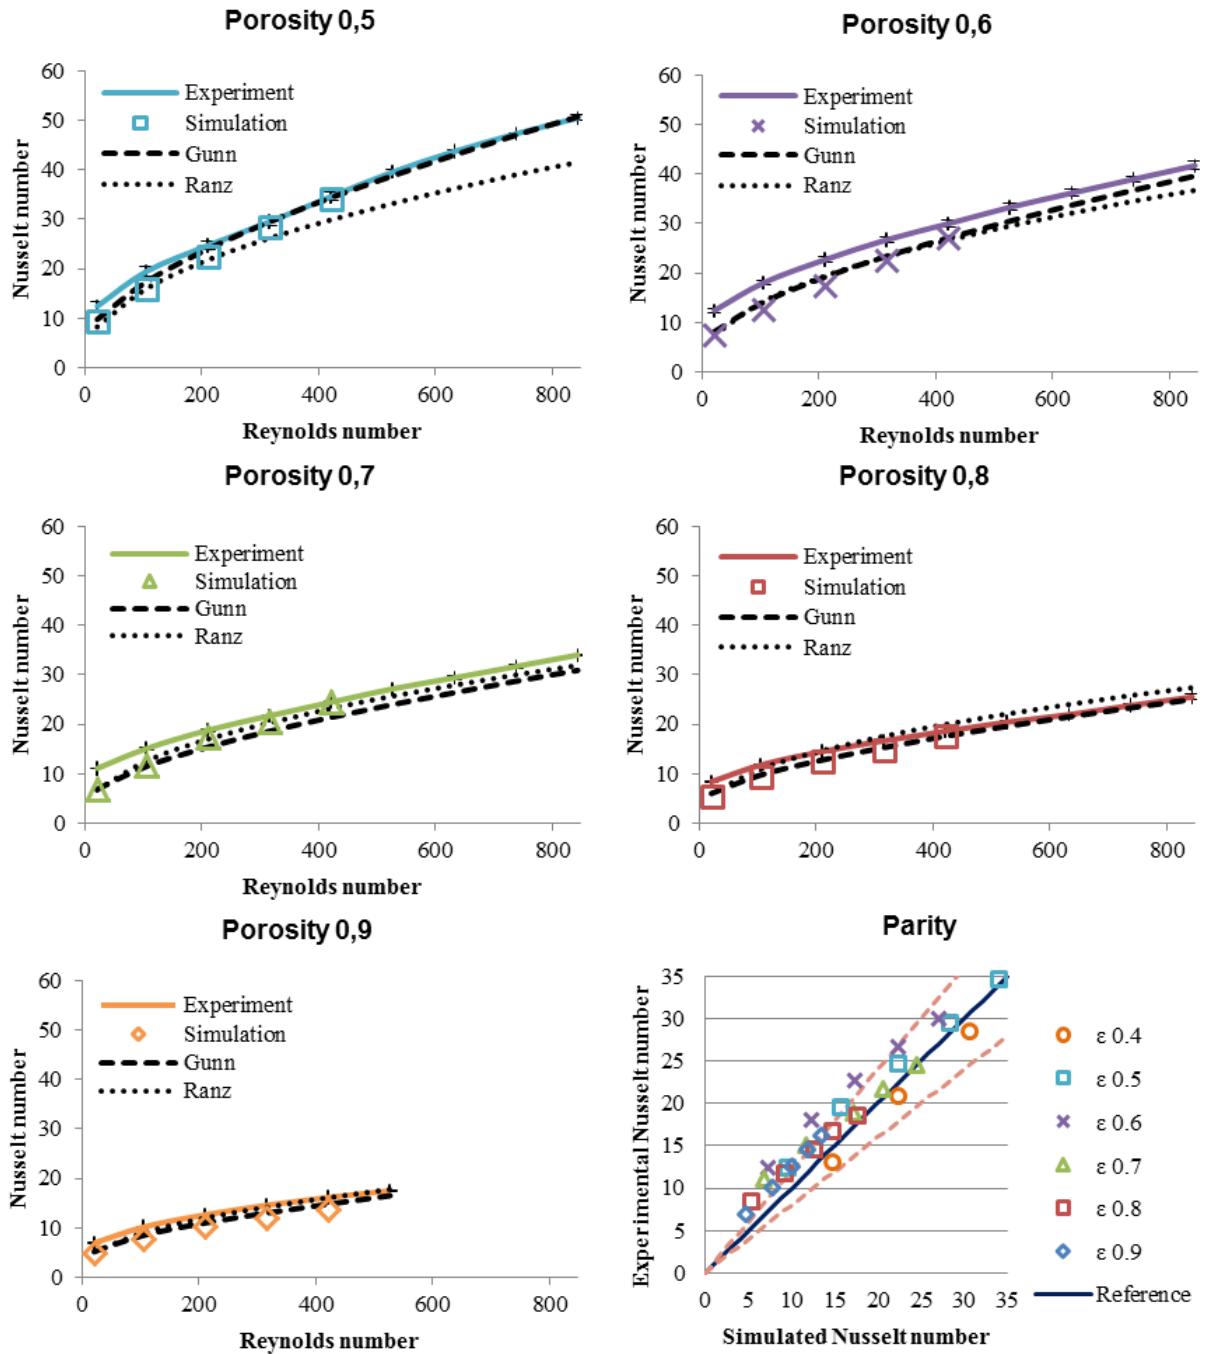 Porosity 0,5
60
50
40
30
20
10
0
Nusselt number
Experiment
Simulation
Gunn
Ranz
0 200 400 600 800
Reynolds number
Porosity 0,6
60
50
40
30
20
10
0
Nusselt number
Experiment
Simulation
Gunn
Ranz
0 200 400 600 800
Reynolds number
Porosity 0,7
60
50
40
30
20
10
0
Nusselt number
Experiment
Simulation
Gunn
Ranz
0 200 400 600 800
Reynolds number
Porosity 0,8
60
50
40
30
20
10
0
Nusselt number
Experiment
Simulation
Gunn
Ranz
0 200 400 600 800
Reynolds number
Porosity 0,9
60
50
40
30
20
10
0
Nusselt number
Experiment
Simulation
Gunn
Ranz
0 200 400 600 800
Reynolds number
Parity
35
30
25
20
15
10
5
0
Experimental Nusselt number
0 5 10 15 20 25 30 35
Simulated Nusselt number
ε 0.4
ε 0.5
ε 0.6
ε 0.7
ε 0.8
ε 0.9
Reference